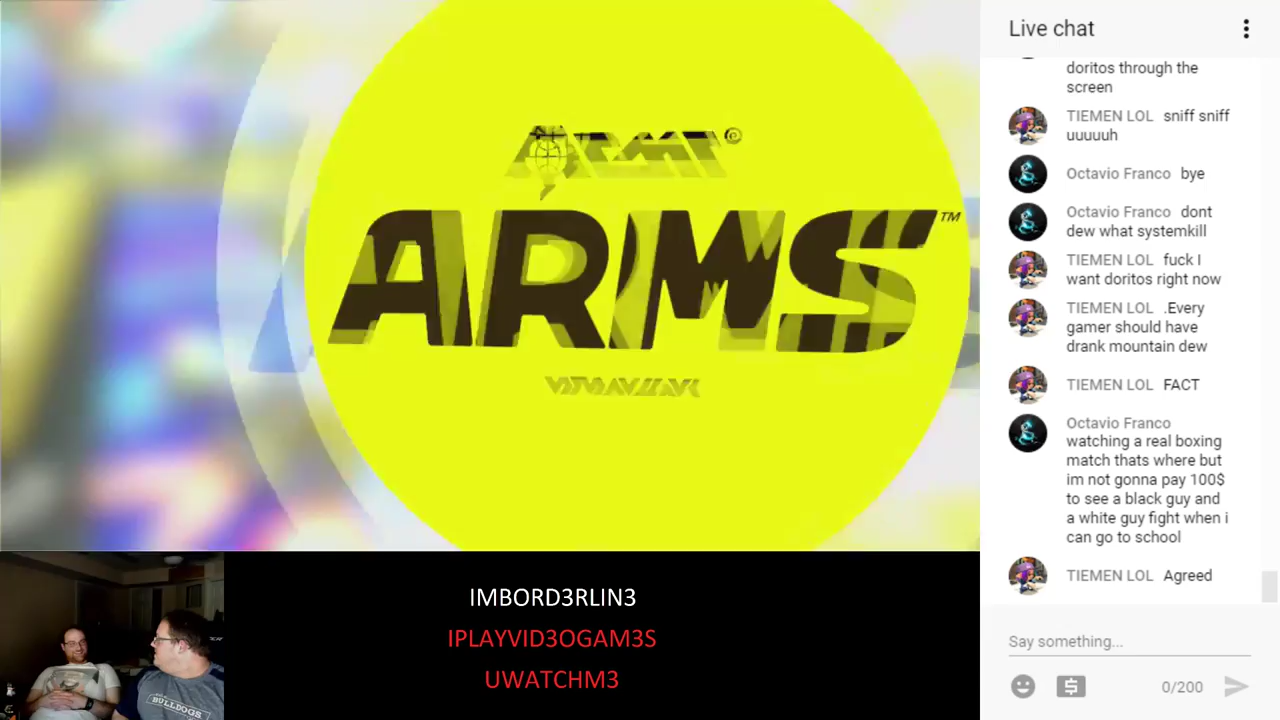 ARMS™
Live chat
doritos through the
screen
TIEMEN LOL sniff sniff
uuuuuh
Octavio Franco bye
Octavio Franco dont
dew what systemkill
TIEMEN LOL fuck I
want doritos right now
TIEMEN LOL .Every
gamer should have
drank mountain dew
TIEMEN LOL FACT
Octavio Franco
watching a real boxing
match thats where but
im not gonna pay 100$
to see a black guy and
a white guy fight when i
can go to school
TIEMEN LOL Agreed
Say something...
0/200
IMBORD3RLIN3
IPLAYVID3OGAM3S
UWATCHM3
BULLDOGS